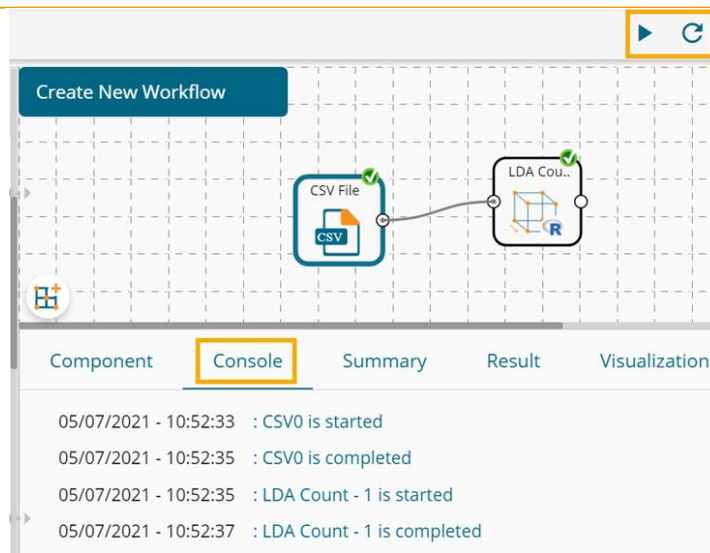 Create New Workflow
CSV File
CSV
LDA Cou..
R
Component Console Summary Result Visualization
05/07/2021 - 10:52:33 : CSV0 is started
05/07/2021 - 10:52:35 : CSV0 is completed
05/07/2021 - 10:52:35 : LDA Count - 1 is started
05/07/2021 - 10:52:37 : LDA Count - 1 is completed